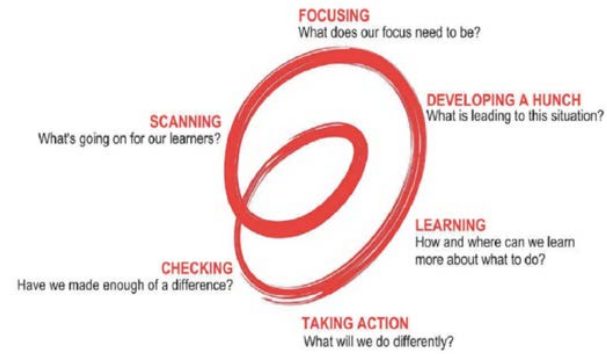 FOCUSING
What does our focus need to be?
DEVELOPING A HUNCH
What is leading to this situation?
LEARNING
How and where can we learn
more about what to do?
TAKING ACTION
What will we do differently?
CHECKING
Have we made enough of a difference?
SCANNING
What's going on for our learners?